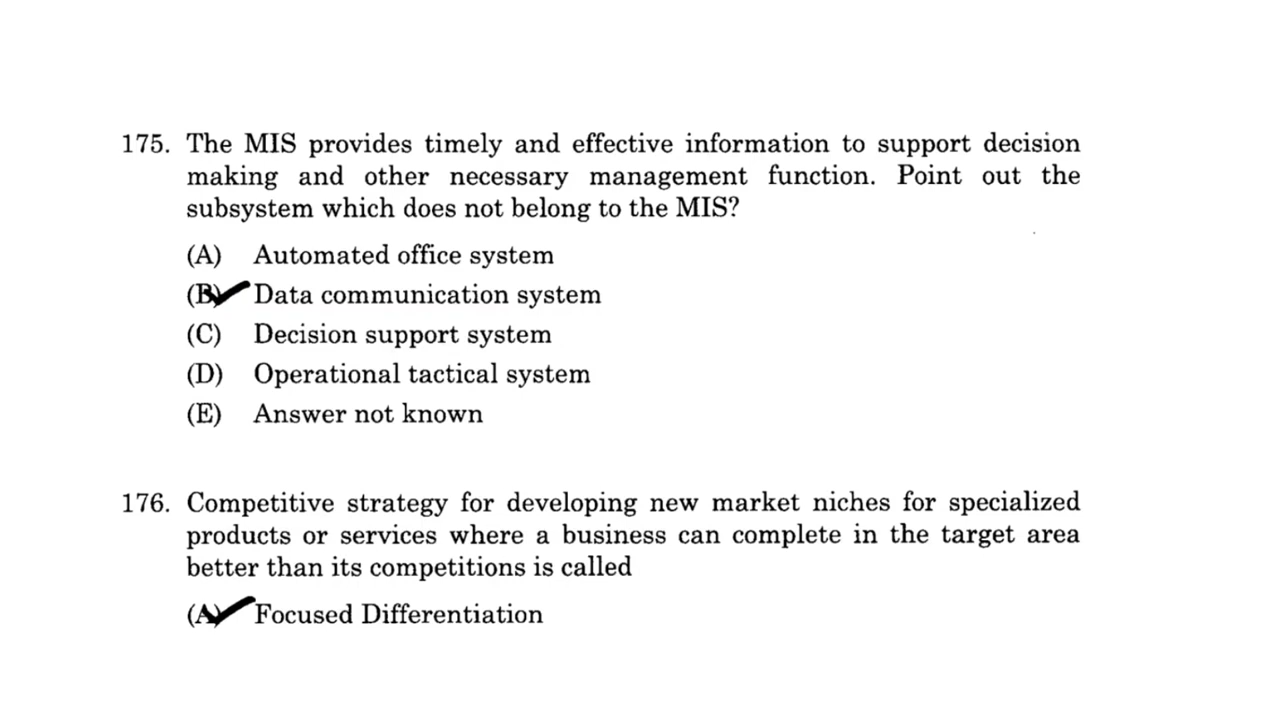 175. The MIS provides timely and effective information to support decision
making and other necessary management function. Point out the
subsystem which does not belong to the MIS?
(A) Automated office system
(B) Data communication system
(C) Decision support system
(D) Operational tactical system
(E) Answer not known
176. Competitive strategy for developing new market niches for specialized
products or services where a business can complete in the target area
better than its competitions is called
(A) Focused Differentiation